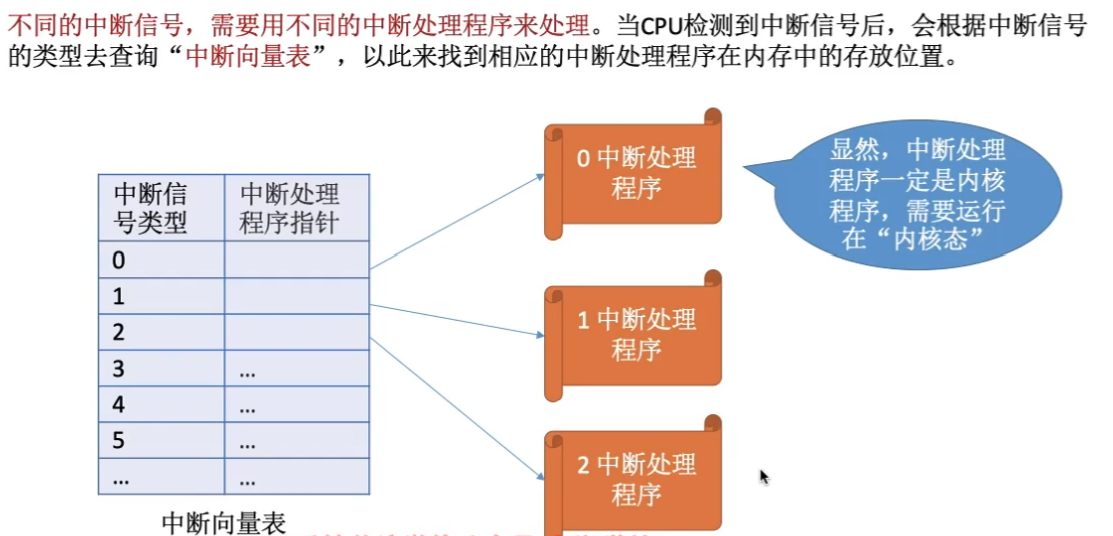 不同的中断信号，需要用不同的中断处理程序来处理。当CPU检测到中断信号后，会根据中断信号
的类型去查询“中断向量表”，以此来找到相应的中断处理程序在内存中的存放位置。
中断信
号类型
中断处理
程序指针
0
1
2
3 ...
4 ...
5 ...
... ...
中断向量表
0 中断处理
程序
1 中断处理
程序
2 中断处理
程序
显然，中断处理
程序一定是内核
程序，需要运行
在“内核态”